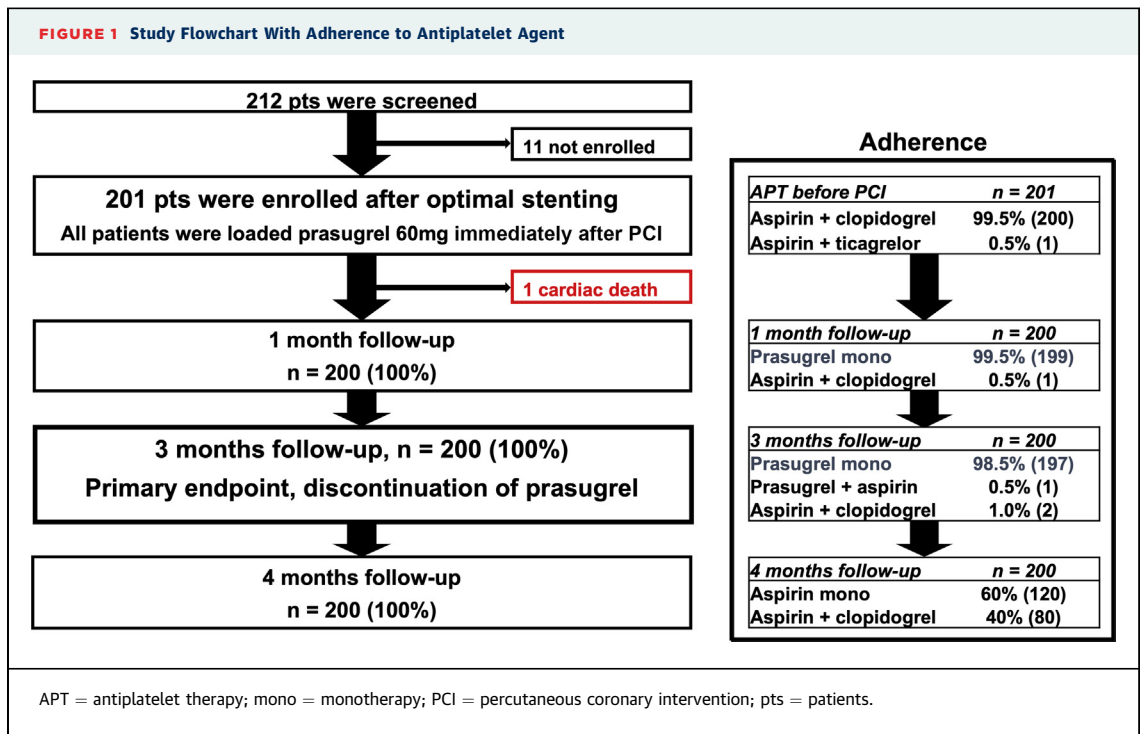 FIGURE 1 Study Flowchart With Adherence to Antiplatelet Agent
212 pts were screened
11 not enrolled
201 pts were enrolled after optimal stenting
All patients were loaded prasugrel 60mg immediately after PCI
1 cardiac death
1 month follow-up
n = 200 (100%)
3 months follow-up, n = 200 (100%)
Primary endpoint, discontinuation of prasugrel
4 months follow-up
n = 200 (100%)
Adherence
APT before PCI n = 201
Aspirin + clopidogrel 99.5% (200)
Aspirin + ticagrelor 0.5% (1)
1 month follow-up n = 200
Prasugrel mono 99.5% (199)
Aspirin + clopidogrel 0.5% (1)
3 months follow-up n = 200
Prasugrel mono 98.5% (197)
Prasugrel + aspirin 0.5% (1)
Aspirin + clopidogrel 1.0% (2)
4 months follow-up n = 200
Aspirin mono 60% (120)
Aspirin + clopidogrel 40% (80)
APT = antiplatelet therapy; mono = monotherapy; PCI = percutaneous coronary intervention; pts = patients.